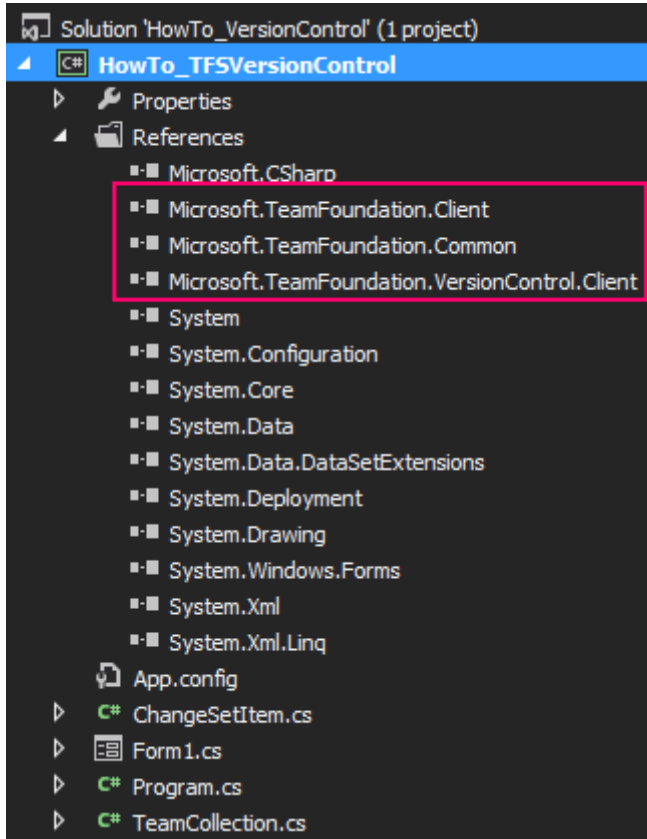 Solution 'HowTo_VersionControl' (1 project)
C# HowTo_TFSVersionControl
Properties
References
Microsoft.CSharp
Microsoft.TeamFoundation.Client
Microsoft.TeamFoundation.Common
Microsoft.TeamFoundation.VersionControl.Client
System
System.Configuration
System.Core
System.Data
System.Data.DataSetExtensions
System.Deployment
System.Drawing
System.Windows.Forms
System.Xml
System.Xml.Linq
App.config
C# ChangeSetItem.cs
Form1.cs
C# Program.cs
C# TeamCollection.cs